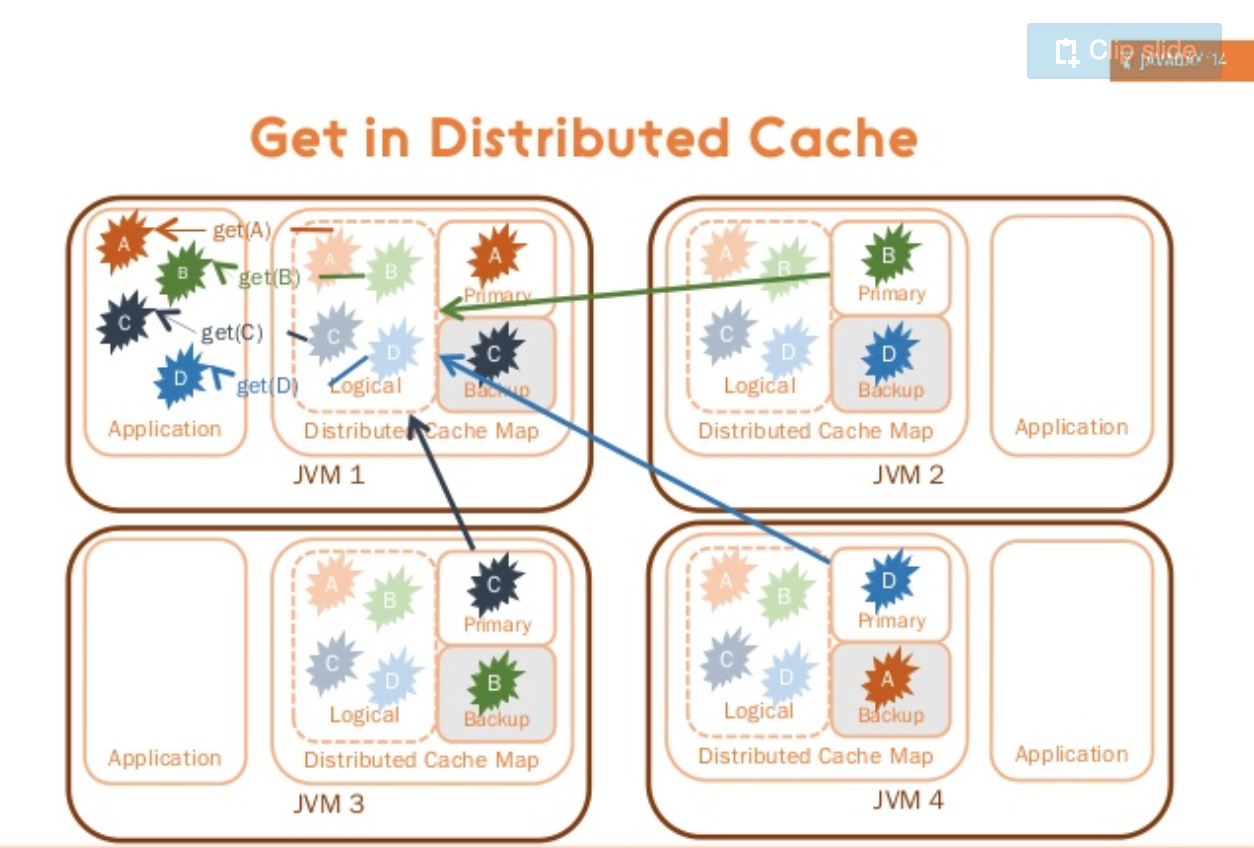 Clip slide
Get in Distributed Cache
A
get(A)
B
get(B)
C
get(C)
D
get(D)
Application
A
B
C
D
Logical
A
Primary
C
Backup
Distributed Cache Map
JVM 1
A
B
C
D
Logical
B
Primary
D
Backup
Distributed Cache Map
Application
JVM 2
Application
A
B
C
D
Logical
C
Primary
B
Backup
Distributed Cache Map
JVM 3
A
B
C
D
Logical
D
Primary
A
Backup
Distributed Cache Map
Application
JVM 4